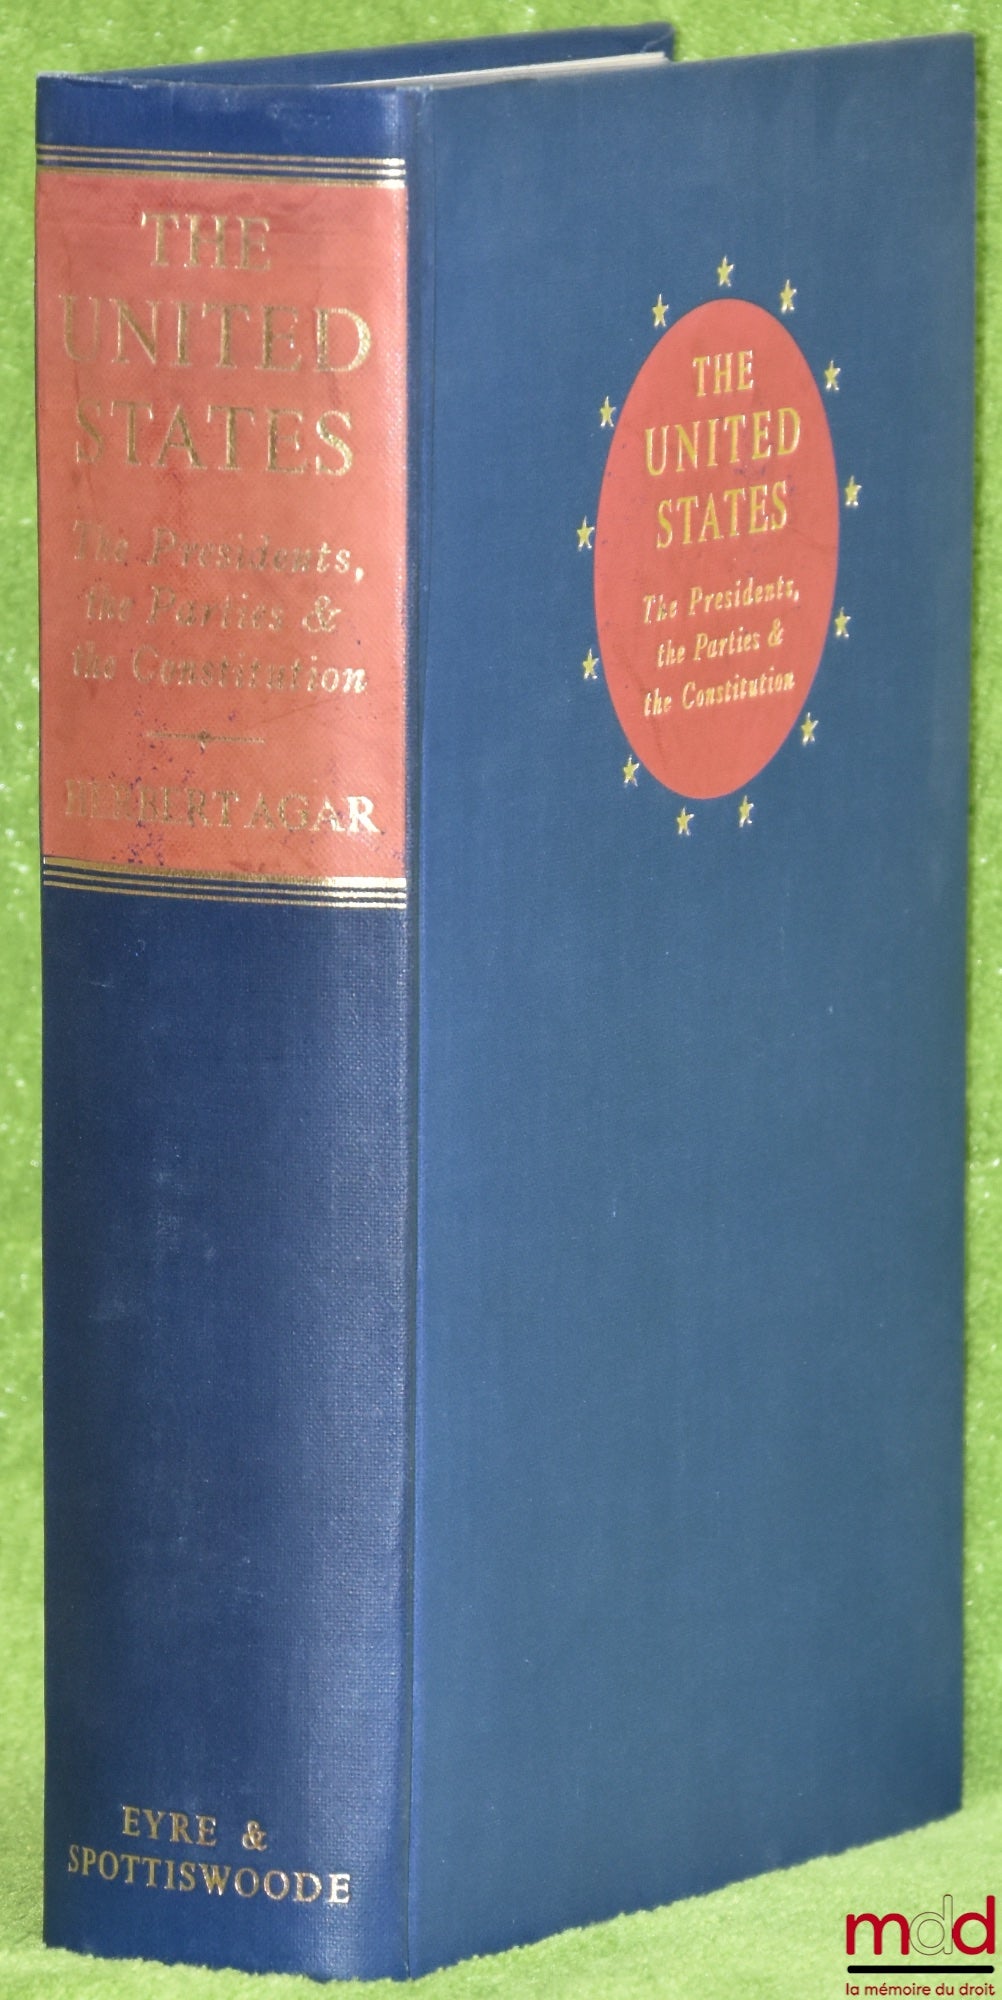 THE
UNITED
STATES
The Presidents,
the Parties &
the Constitution
HERBERT AGAR
EYRE &
SPOTTISWOODE
THE
UNITED
STATES
The Presidents,
the Parties &
the Constitution
mdd
la mémoire du droit